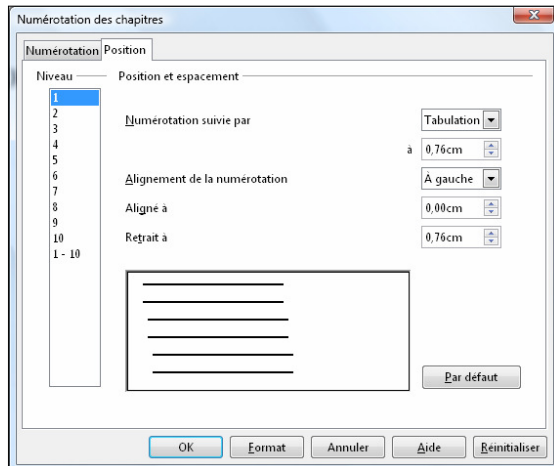 Numérotation des chapitres
Numérotation Position
Niveau
1
2
3
4
5
6
7
8
9
10
1 - 10
Position et espacement
Numérotation suivie par Tabulation
à 0,76cm
Alignement de la numérotation À gauche
Aligné à 0,00cm
Retrait à 0,76cm
Par défaut
OK Format Annuler Aide Réinitialiser